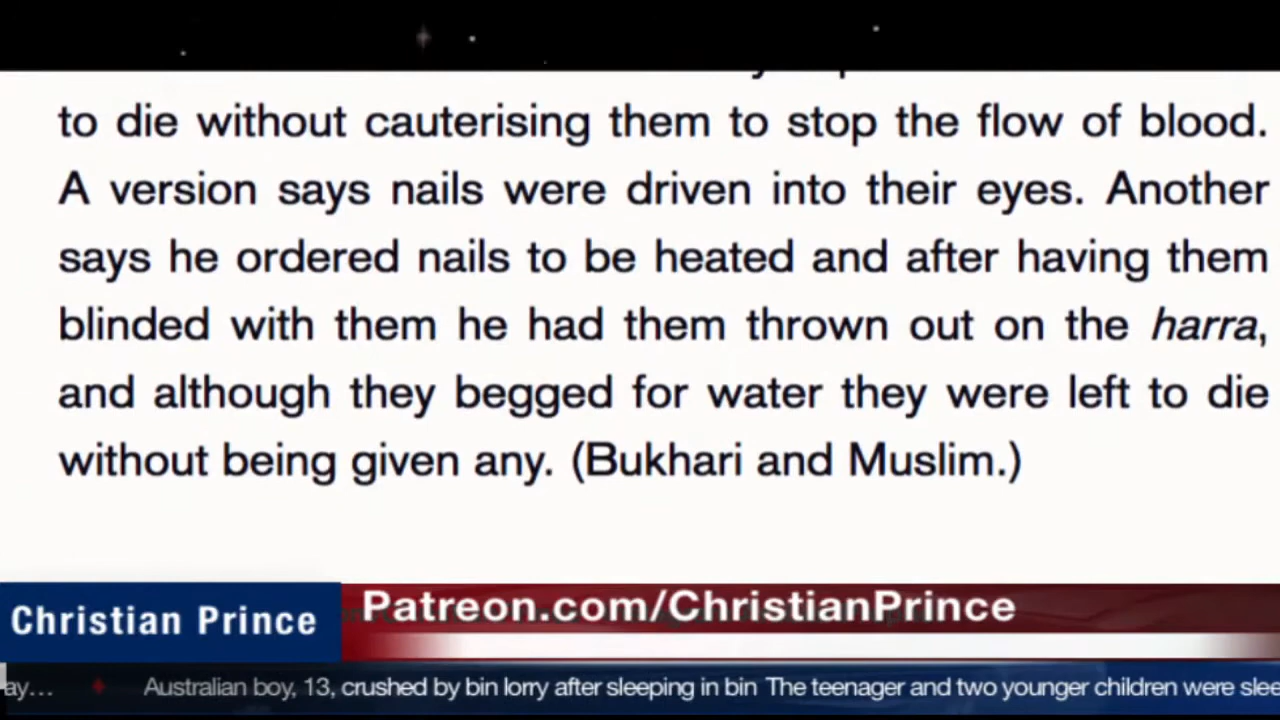 to die without cauterising them to stop the flow of blood.
A version says nails were driven into their eyes. Another
says he ordered nails to be heated and after having them
blinded with them he had them thrown out on the harra,
and although they begged for water they were left to die
without being given any. (Bukhari and Muslim.)
Christian Prince
Patreon.com/ChristianPrince
ay... Australian boy, 13, crushed by bin lorry after sleeping in bin The teenager and two younger children were slee